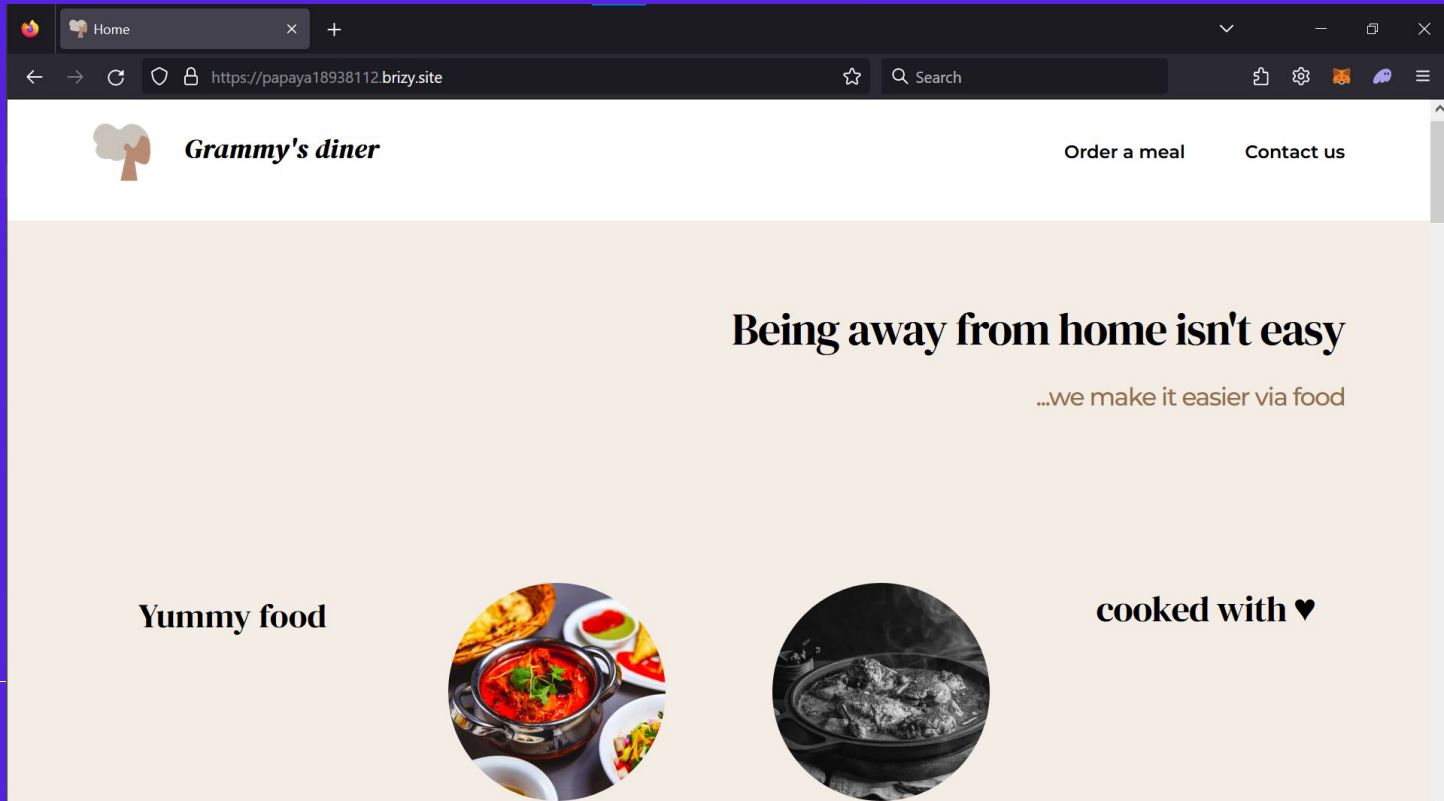 Home
https://papaya18938112.brizy.site
Search
Grammy's diner
Order a meal
Contact us
Being away from home isn't easy
...we make it easier via food
Yummy food
cooked with ♥